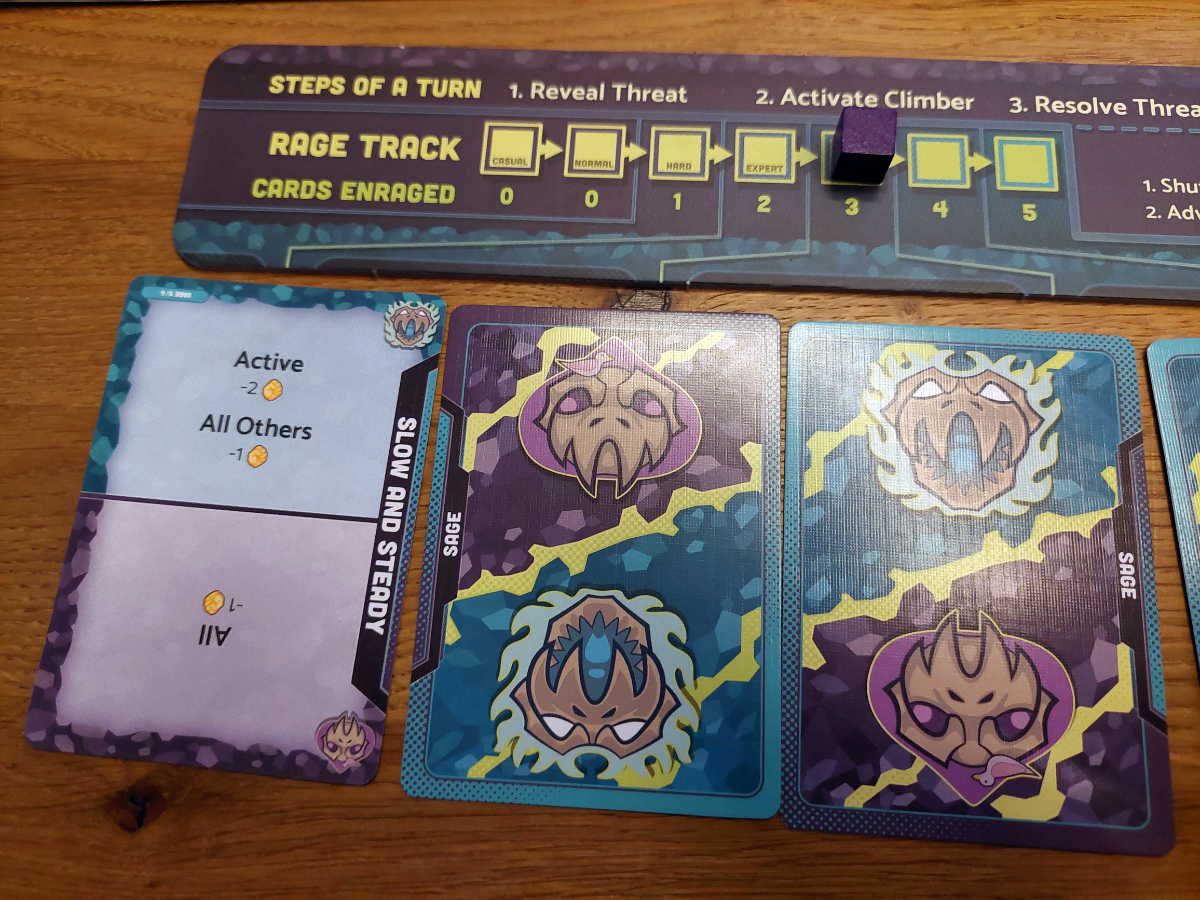 STEPS OF A TURN 1. Reveal Threat 2. Activate Climber 3. Resolve Threa
RAGE TRACK
CASUAL NORMAL HARD EXPERT
CARDS ENRAGED 0 0 1 2 3 4 5
1. Shu
2. Adv
Active
-2
All Others
-1
SLOW AND STEADY
All
-1
SAGE
SAGE